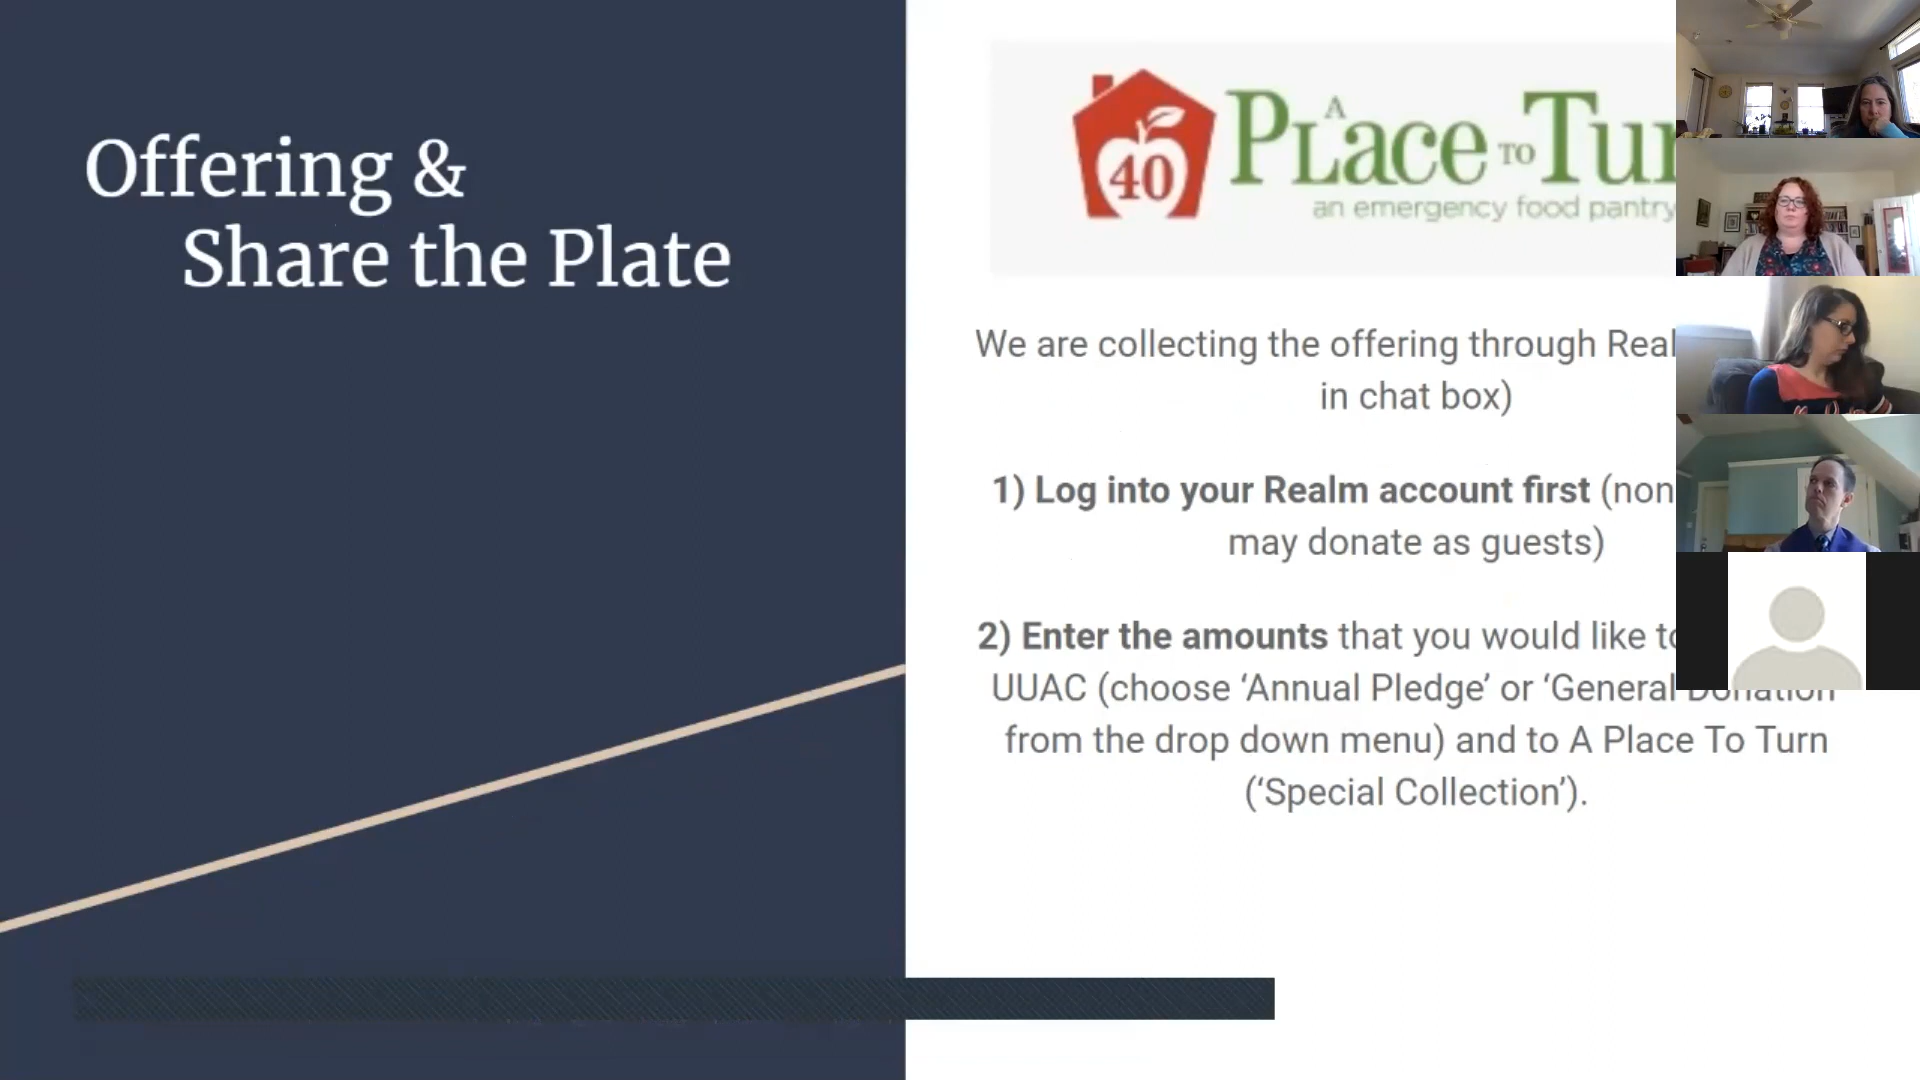 Offering &
Share the Plate
40
A PLace TO Tur
an emergency food pantry
We are collecting the offering through Real
in chat box)
1) Log into your Realm account first (non
may donate as guests)
2) Enter the amounts that you would like to
UUAC (choose ‘Annual Pledge’ or ‘General Donation
from the drop down menu) and to A Place To Turn
(‘Special Collection’).